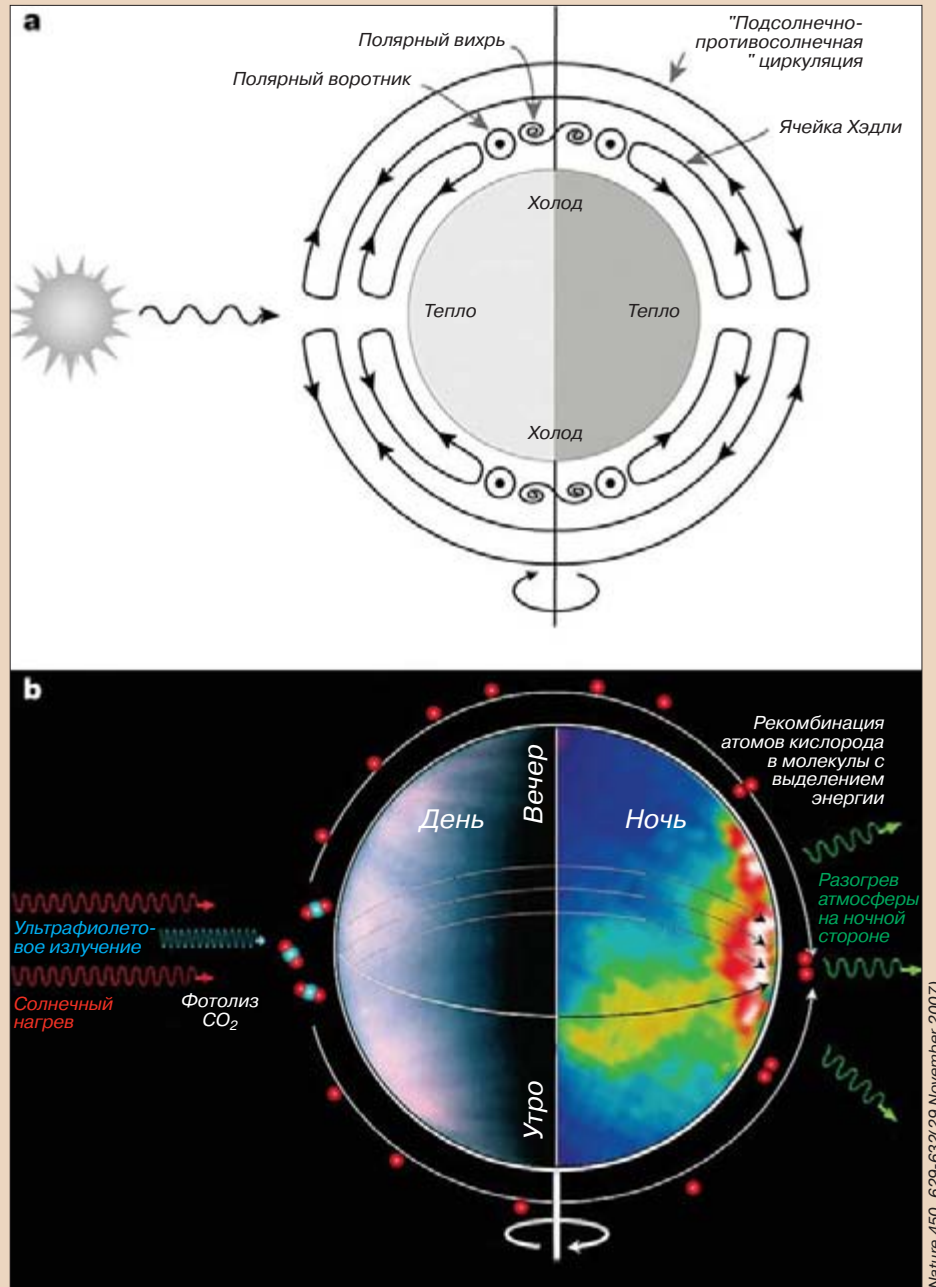 a
"Подсолнечно-
противосолнечная
" циркуляция
Полярный вихрь
Полярный воротник
Ячейка Хэдли
Холод
Тепло
Тепло
Холод
b
Рекомбинация
атомов кислорода
в молекулы с
выделением
энергии
День
Вечер
Ночь
Разогрев
атмосферы
на ночной
стороне
Ультрафиолето-
вое излучение
Солнечный
нагрев
Фотолиз
CO₂
Утро
Nature 450, 629-632(29 November 2007)